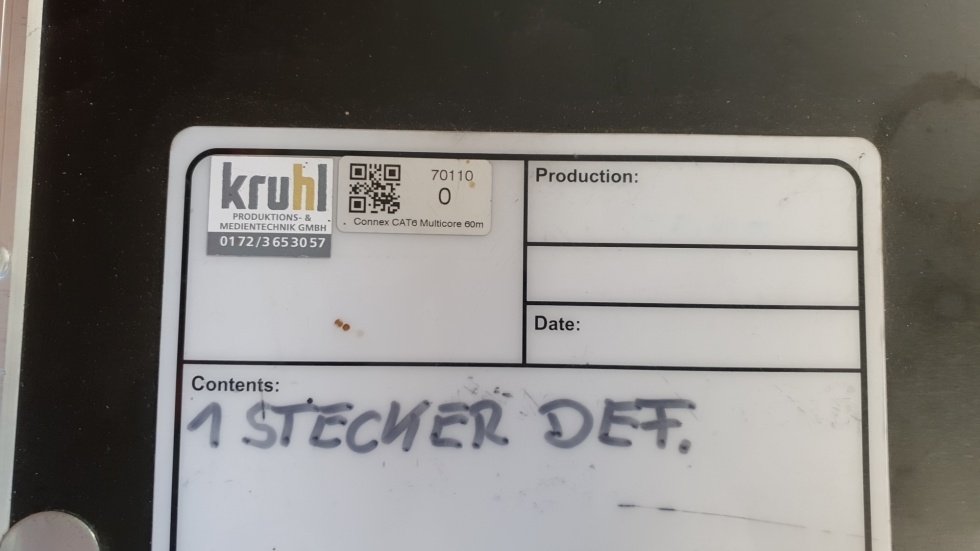 kruhl
PRODUKTIONS- &
MEDIENTECHNIK GMBH
0172/3653057
70110
0
Connex CAT6 Multicore 60m
Production:
Date:
Contents:
1 STECKER DEF.